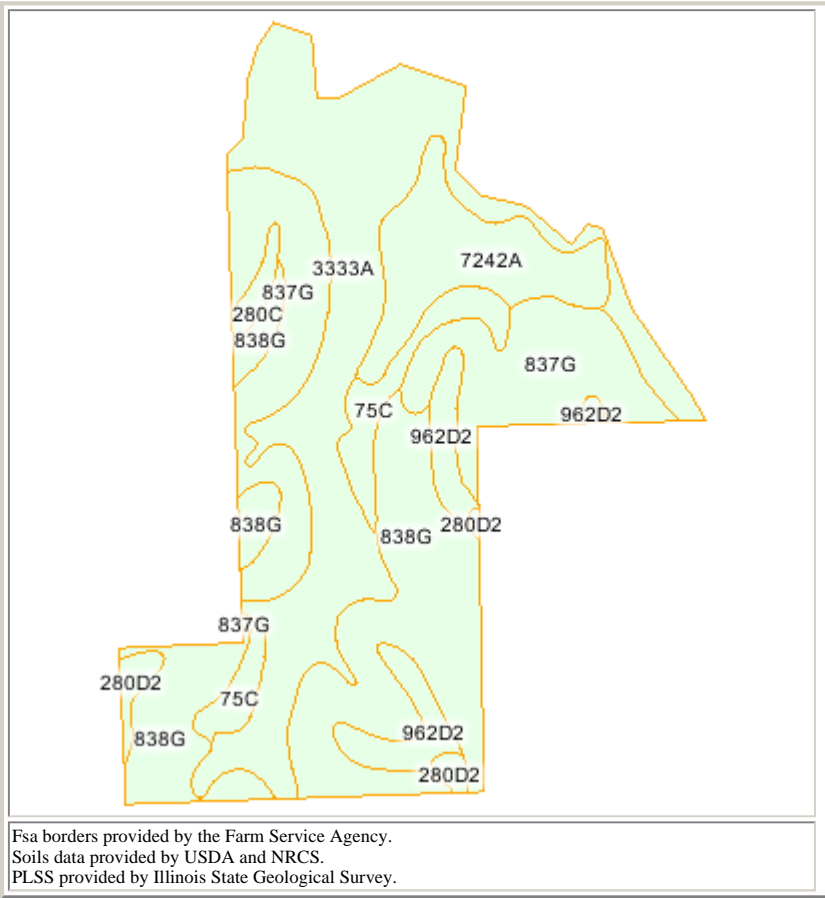 7242A
3333A
837G
280C
838G
837G
75C
962D2
962D2
838G
280D2
838G
837G
280D2
75C
962D2
838G
280D2
Fsa borders provided by the Farm Service Agency.
Soils data provided by USDA and NRCS.
PLSS provided by Illinois State Geological Survey.